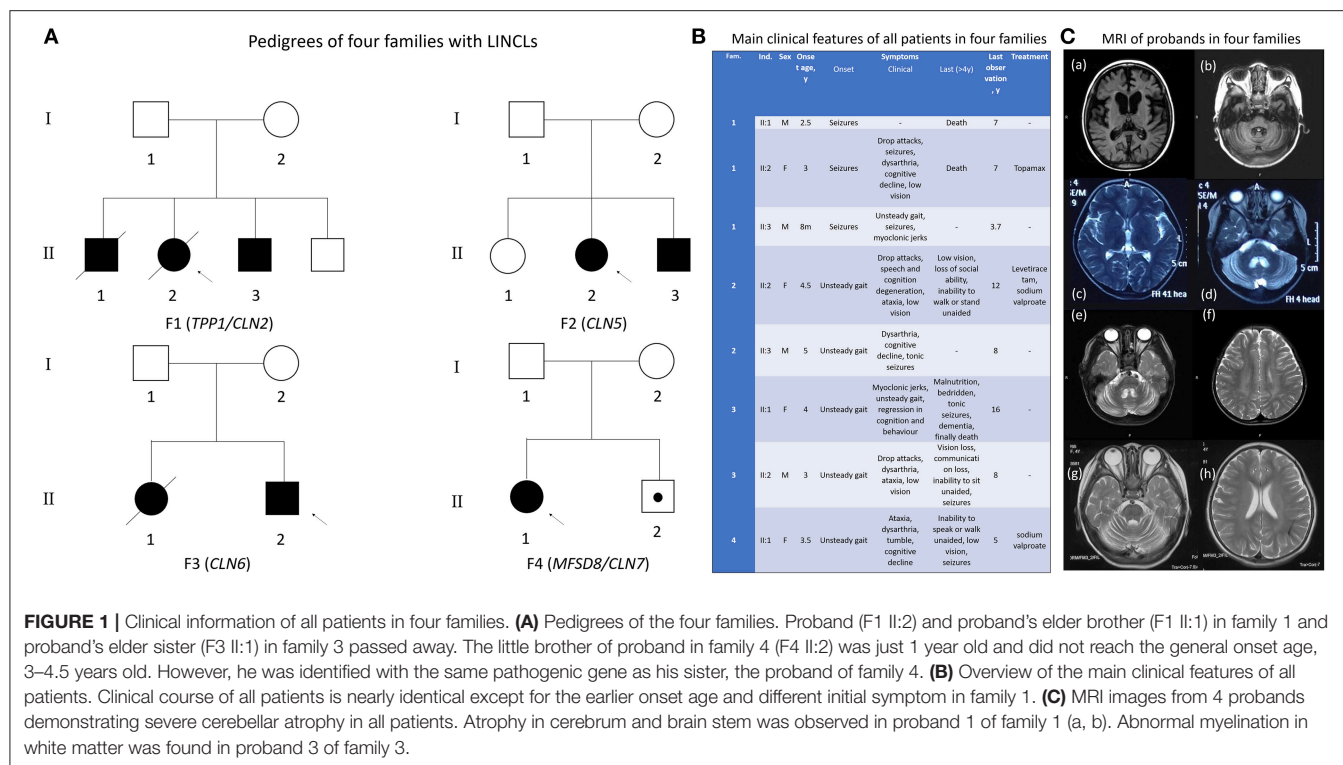 A
Pedigrees of four families with LINCLs
I
1
2
II
1
2
3
F1 (TPP1/CLN2)
I
1
2
II
1
2
3
F2 (CLN5)
I
1
2
II
1
2
F3 (CLN6)
I
1
2
II
1
2
F4 (MFSD8/CLN7)
B
Main clinical features of all patients in four families
Fam. Ind. Sex Onse Symptoms Last Treatment
t age, Onset Clinical Last (>4y) obser
y vation
, y
1 II:1 M 2.5 Seizures - Death 7 -
Drop attacks,
seizures,
dysarthria,
1 II:2 F 3 Seizures cognitive Death 7 Topamax
decline, low
vision
Unsteady gait,
1 II:3 M 8m Seizures seizures, - 3.7 -
myoclonic jerks
Drop attacks, Low vision,
speech and loss of social Levetirace
2 II:2 F 4.5 Unsteady gait cognition ability, 12 tam,
degeneration, inability to sodium
ataxia, low walk or stand valproate
vision unaided
Dysarthria,
2 II:3 M 5 Unsteady gait cognitive - 8 -
decline, tonic
seizures
Myoclonic jerks, Malnutrition,
unsteady gait, bedridden,
3 II:1 F 4 Unsteady gait regression in tonic 16 -
cognition and seizures,
behaviour dementia,
finally death
Vision loss,
Drop attacks, communicati
3 II:2 M 3 Unsteady gait dysarthria, on loss, 8 -
ataxia, low inability to sit
vision unaided,
seizures
Ataxia, Inability to
dysarthria, speak or walk
4 II:1 F 3.5 Unsteady gait tumble, unaided, low 5 sodium
cognitive vision, valproate
decline seizures
C
MRI of probands in four families
(a)
(b)
R
P
R
P
: 4
SE/M
9
A
L
5 cm
FH 41 hea
(c)
c 4
/SE/M
4
A
L
5 cm
FH 4 head
(d)
(e)
R
P
(f)
R
P
(g)
(h)
FIGURE 1 | Clinical information of all patients in four families. (A) Pedigrees of the four families. Proband (F1 II:2) and proband's elder brother (F1 II:1) in family 1 and
proband's elder sister (F3 II:1) in family 3 passed away. The little brother of proband in family 4 (F4 II:2) was just 1 year old and did not reach the general onset age,
3–4.5 years old. However, he was identified with the same pathogenic gene as his sister, the proband of family 4. (B) Overview of the main clinical features of all
patients. Clinical course of all patients is nearly identical except for the earlier onset age and different initial symptom in family 1. (C) MRI images from 4 probands
demonstrating severe cerebellar atrophy in all patients. Atrophy in cerebrum and brain stem was observed in proband 1 of family 1 (a, b). Abnormal myelination in
white matter was found in proband 3 of family 3.